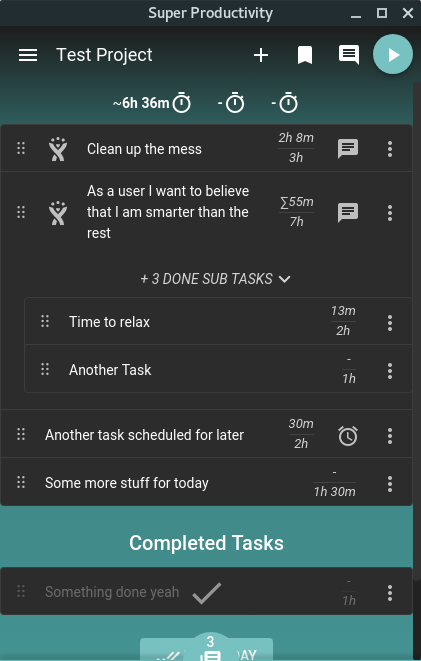 Super Productivity
Test Project
~6h 36m - -
Clean up the mess 2h 8m
3h
As a user I want to believe
that I am smarter than the
rest
∑55m
7h
+ 3 DONE SUB TASKS
Time to relax 13m
2h
Another Task -
1h
Another task scheduled for later 30m
2h
Some more stuff for today -
1h 30m
Completed Tasks
Something done yeah -
1h
3